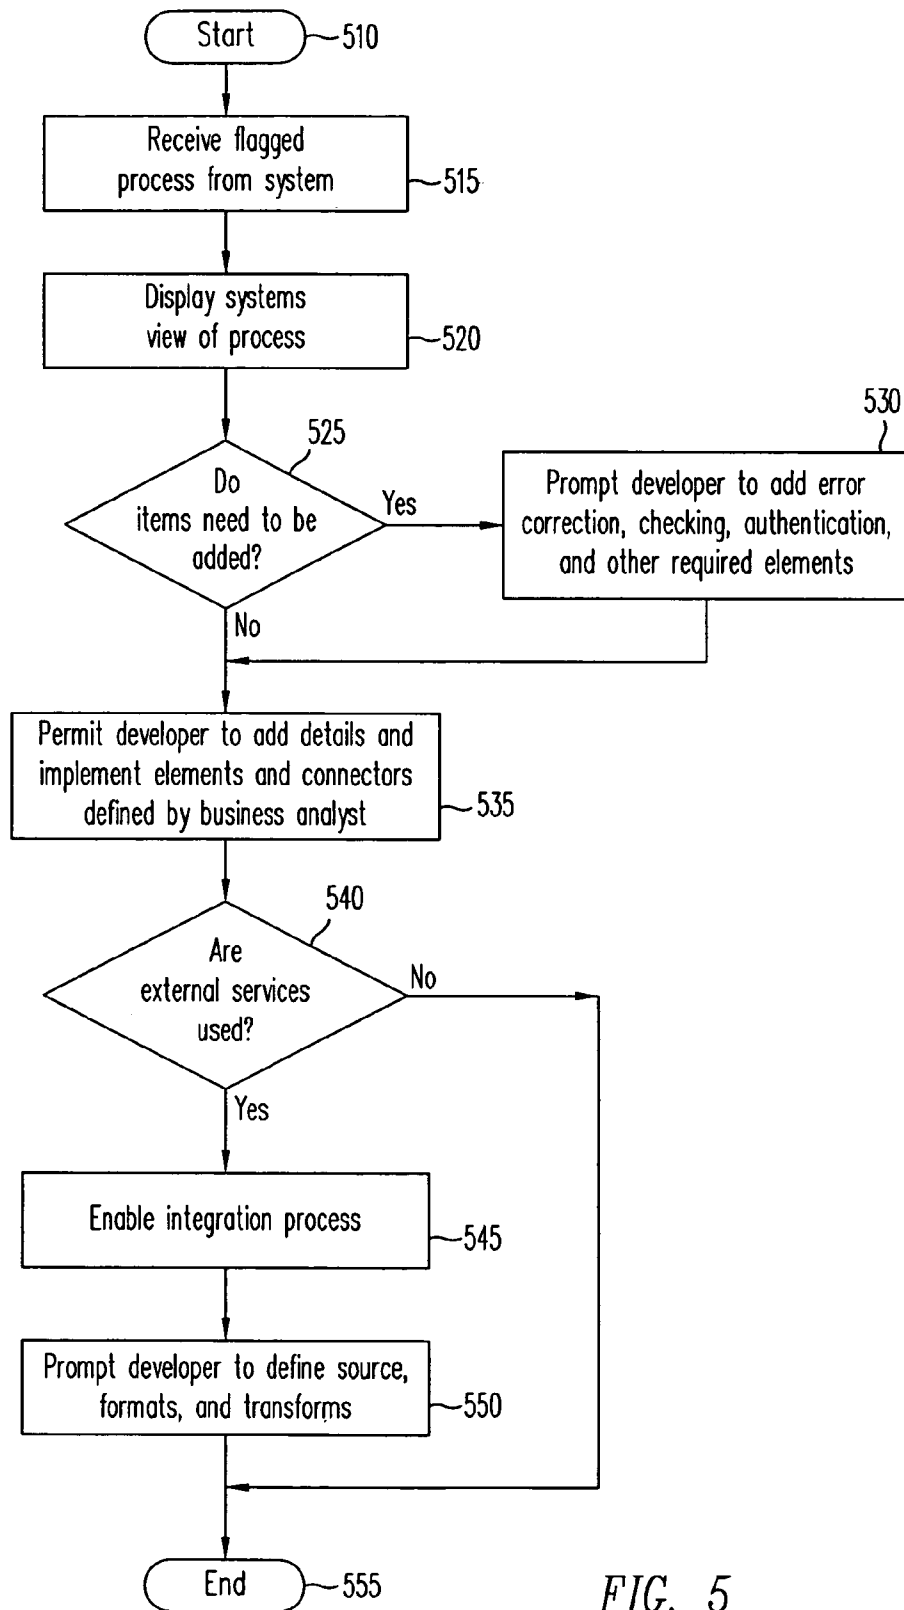 Start
510
Receive flagged
process from system
515
Display systems
view of process
520
525
Do
items need to be
added?
Yes
530
Prompt developer to add error
correction, checking, authentication,
and other required elements
No
Permit developer to add details and
implement elements and connectors
defined by business analyst
535
540
Are
external services
used?
No
Yes
Enable integration process
545
Prompt developer to define source,
formats, and transforms
550
End
555
FIG. 5